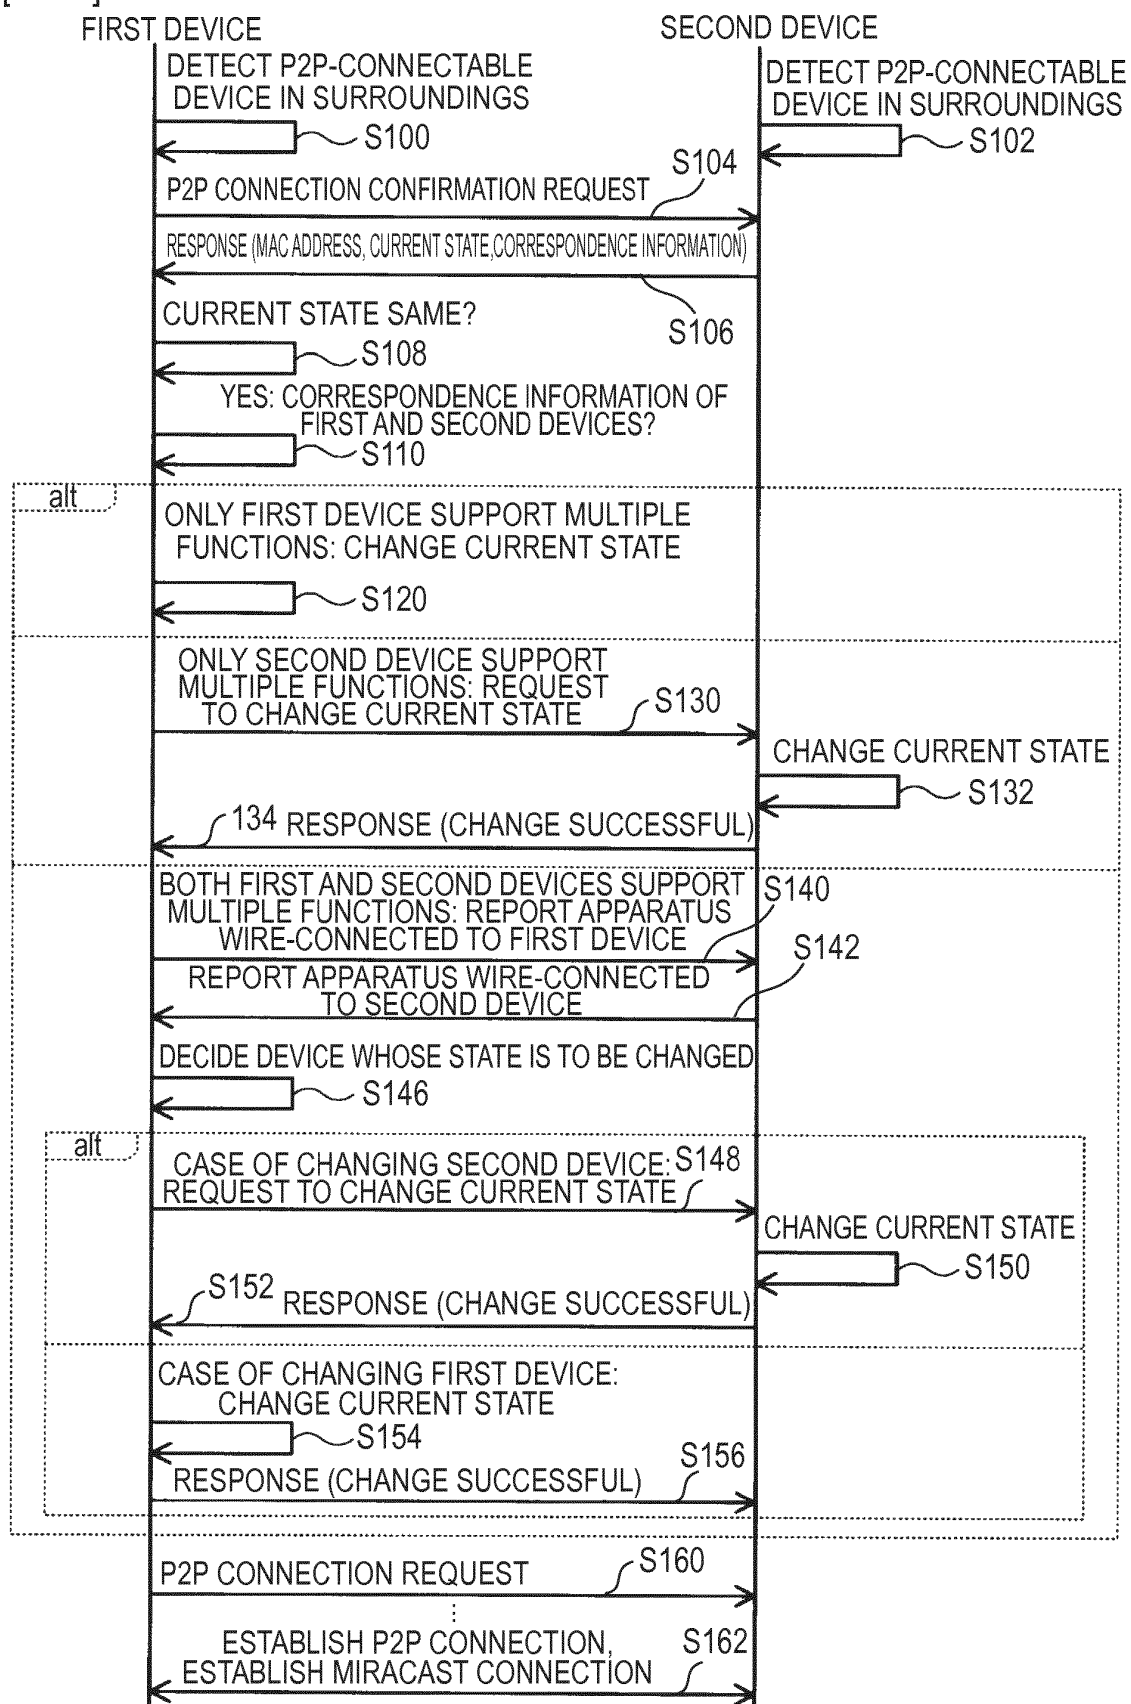 FIRST DEVICE
SECOND DEVICE
DETECT P2P-CONNECTABLE
DEVICE IN SURROUNDINGS
S100
DETECT P2P-CONNECTABLE
DEVICE IN SURROUNDINGS
S102
S104
P2P CONNECTION CONFIRMATION REQUEST
RESPONSE (MAC ADDRESS, CURRENT STATE,CORRESPONDENCE INFORMATION)
S106
CURRENT STATE SAME?
S108
YES: CORRESPONDENCE INFORMATION OF
FIRST AND SECOND DEVICES?
S110
alt
ONLY FIRST DEVICE SUPPORT MULTIPLE
FUNCTIONS: CHANGE CURRENT STATE
S120
ONLY SECOND DEVICE SUPPORT
MULTIPLE FUNCTIONS: REQUEST
TO CHANGE CURRENT STATE
S130
CHANGE CURRENT STATE
S132
134
RESPONSE (CHANGE SUCCESSFUL)
BOTH FIRST AND SECOND DEVICES SUPPORT
MULTIPLE FUNCTIONS: REPORT APPARATUS
WIRE-CONNECTED TO FIRST DEVICE
S140
S142
REPORT APPARATUS WIRE-CONNECTED
TO SECOND DEVICE
DECIDE DEVICE WHOSE STATE IS TO BE CHANGED
S146
alt
CASE OF CHANGING SECOND DEVICE:
REQUEST TO CHANGE CURRENT STATE
S148
CHANGE CURRENT STATE
S150
S152
RESPONSE (CHANGE SUCCESSFUL)
CASE OF CHANGING FIRST DEVICE:
CHANGE CURRENT STATE
S154
RESPONSE (CHANGE SUCCESSFUL)
S156
P2P CONNECTION REQUEST
S160
ESTABLISH P2P CONNECTION,
ESTABLISH MIRACAST CONNECTION
S162